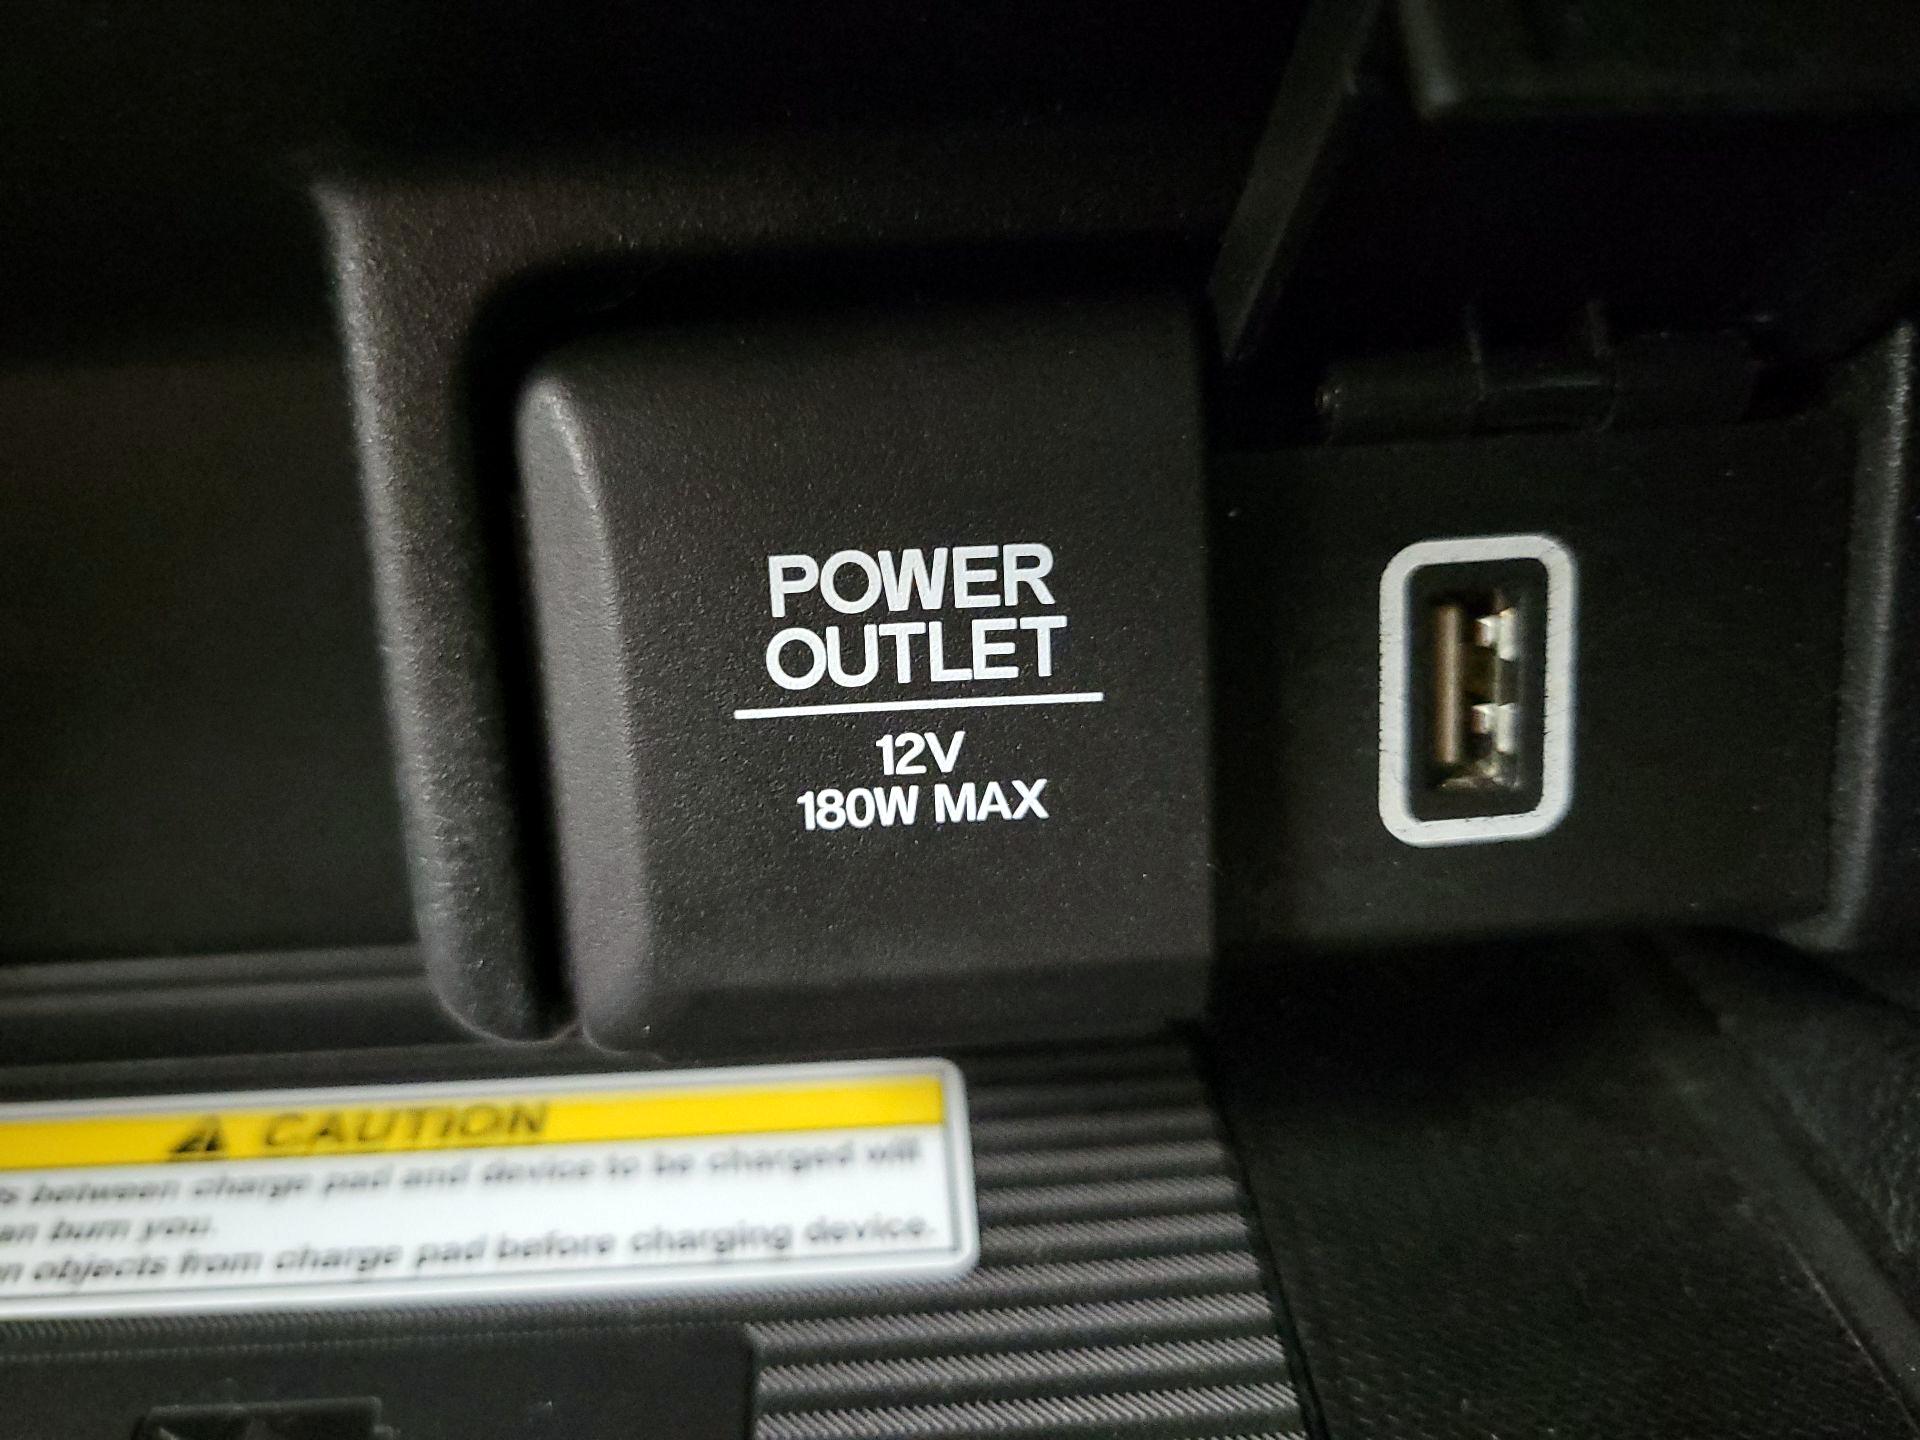 POWER
OUTLET
12V
180W MAX
CAUTION
between charge pad and device to be charged will
burn you.
objects from charge pad before charging device.